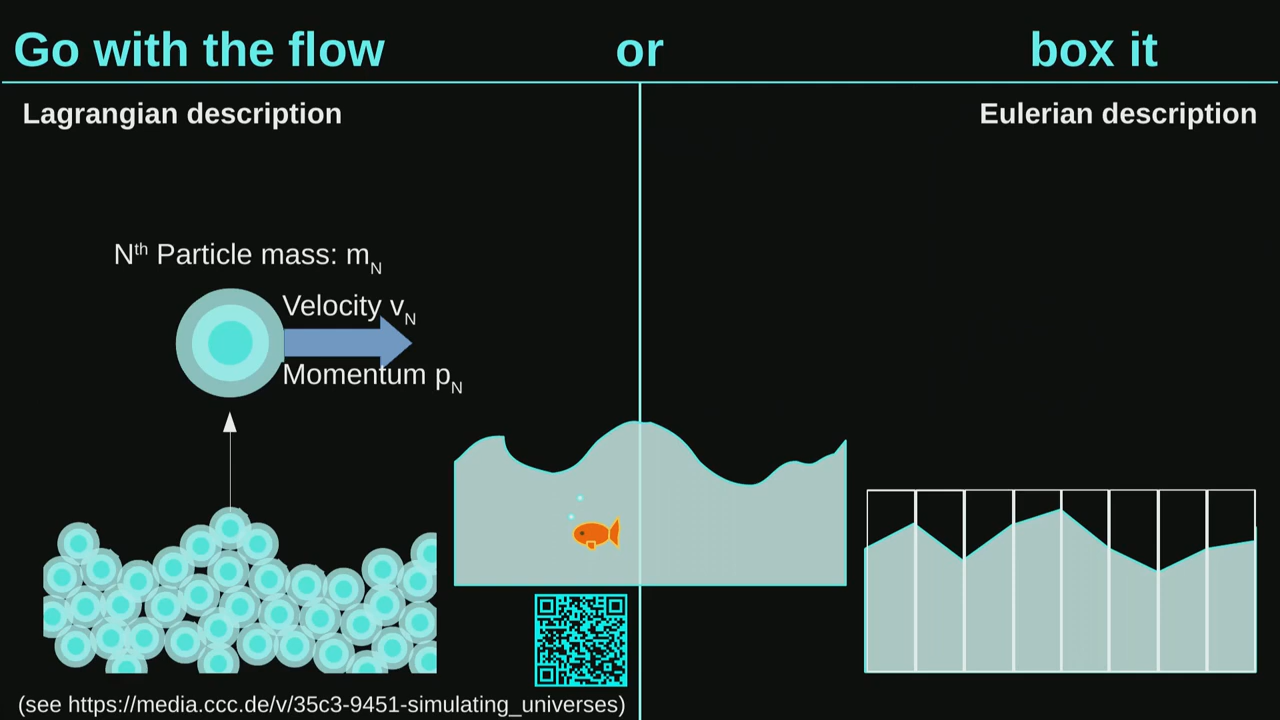 Go with the flow or box it
Lagrangian description
Eulerian description
Nth Particle mass: mN
Velocity vN
Momentum pN
(see https://media.ccc.de/v/35c3-9451-simulating_universes)